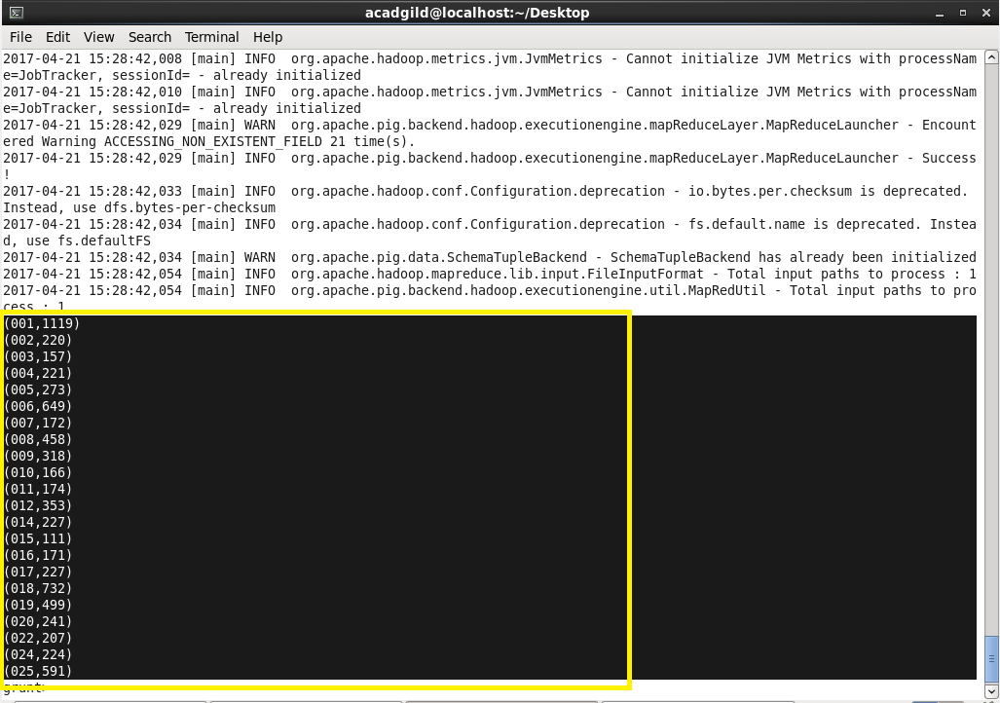 acadgild@localhost:~/Desktop
File Edit View Search Terminal Help
2017-04-21 15:28:42,008 [main] INFO  org.apache.hadoop.metrics.jvm.JvmMetrics - Cannot initialize JVM Metrics with processNam
e=JobTracker, sessionId= - already initialized
2017-04-21 15:28:42,010 [main] INFO  org.apache.hadoop.metrics.jvm.JvmMetrics - Cannot initialize JVM Metrics with processNam
e=JobTracker, sessionId= - already initialized
2017-04-21 15:28:42,029 [main] WARN  org.apache.pig.backend.hadoop.executionengine.mapReduceLayer.MapReduceLauncher - Encount
ered Warning ACCESSING_NON_EXISTENT_FIELD 21 time(s).
2017-04-21 15:28:42,029 [main] INFO  org.apache.pig.backend.hadoop.executionengine.mapReduceLayer.MapReduceLauncher - Success
!
2017-04-21 15:28:42,033 [main] INFO  org.apache.hadoop.conf.Configuration.deprecation - io.bytes.per.checksum is deprecated.
Instead, use dfs.bytes-per-checksum
2017-04-21 15:28:42,034 [main] INFO  org.apache.hadoop.conf.Configuration.deprecation - fs.default.name is deprecated. Instea
d, use fs.defaultFS
2017-04-21 15:28:42,034 [main] WARN  org.apache.pig.data.SchemaTupleBackend - SchemaTupleBackend has already been initialized
2017-04-21 15:28:42,054 [main] INFO  org.apache.hadoop.mapreduce.lib.input.FileInputFormat - Total input paths to process : 1
2017-04-21 15:28:42,054 [main] INFO  org.apache.pig.backend.hadoop.executionengine.util.MapRedUtil - Total input paths to pro
cess : 1
(001,1119)
(002,220)
(003,157)
(004,221)
(005,273)
(006,649)
(007,172)
(008,458)
(009,318)
(010,166)
(011,174)
(012,353)
(014,227)
(015,111)
(016,171)
(017,227)
(018,732)
(019,499)
(020,241)
(022,207)
(024,224)
(025,591)
grunt>